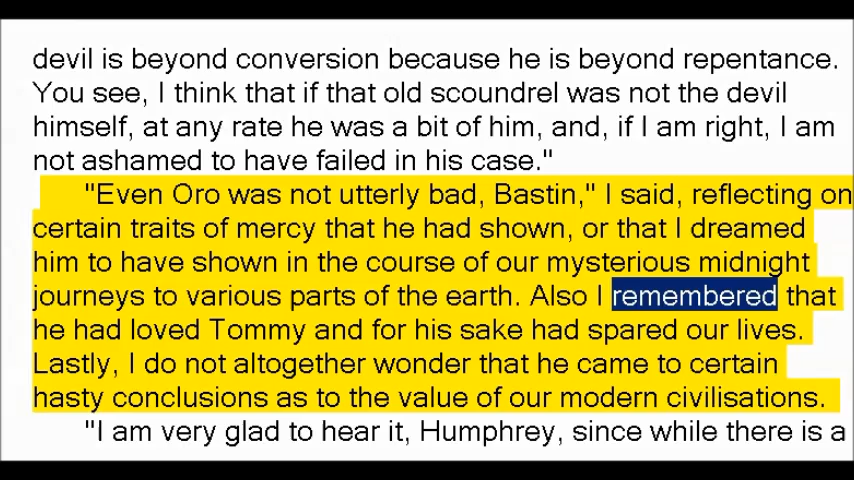 devil is beyond conversion because he is beyond repentance.
You see, I think that if that old scoundrel was not the devil
himself, at any rate he was a bit of him, and, if I am right, I am
not ashamed to have failed in his case."
"Even Oro was not utterly bad, Bastin," I said, reflecting on
certain traits of mercy that he had shown, or that I dreamed
him to have shown in the course of our mysterious midnight
journeys to various parts of the earth. Also I remembered that
he had loved Tommy and for his sake had spared our lives.
Lastly, I do not altogether wonder that he came to certain
hasty conclusions as to the value of our modern civilisations.
"I am very glad to hear it, Humphrey, since while there is a